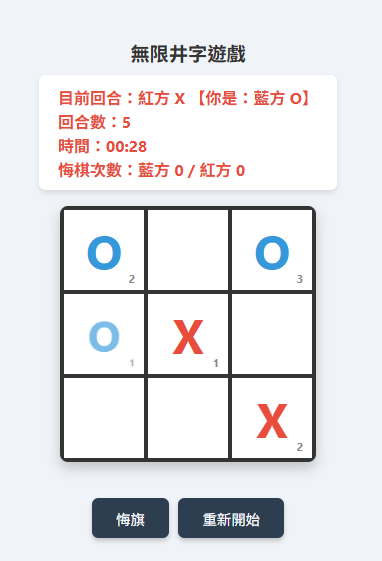 無限井字遊戲
目前回合：紅方 X 【你是：藍方 O】
回合數：5
時間：00:28
悔棋次數：藍方 0 / 紅方 0
O 2
O 3
O 1
X 1
X 2
悔旗
重新開始